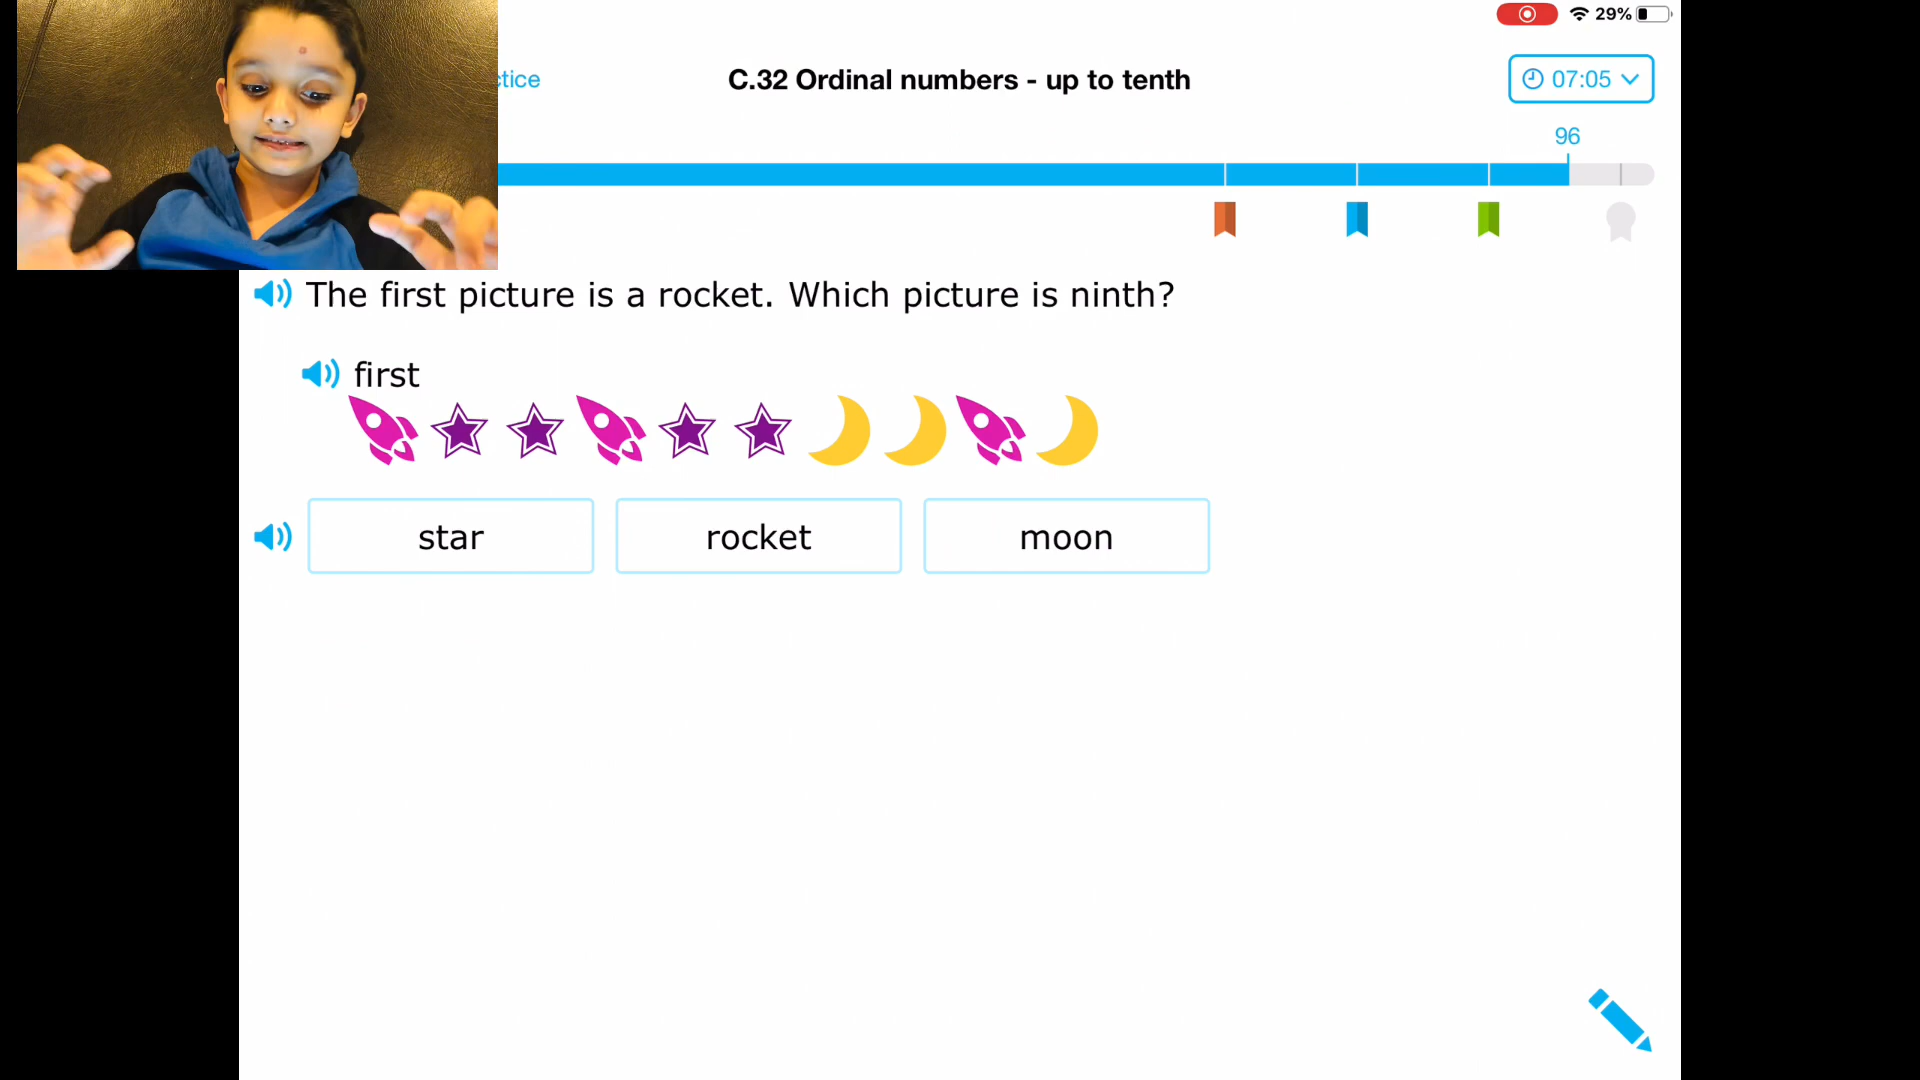 29%
ctice
C.32 Ordinal numbers - up to tenth
07:05
96
The first picture is a rocket. Which picture is ninth?
first
star
rocket
moon